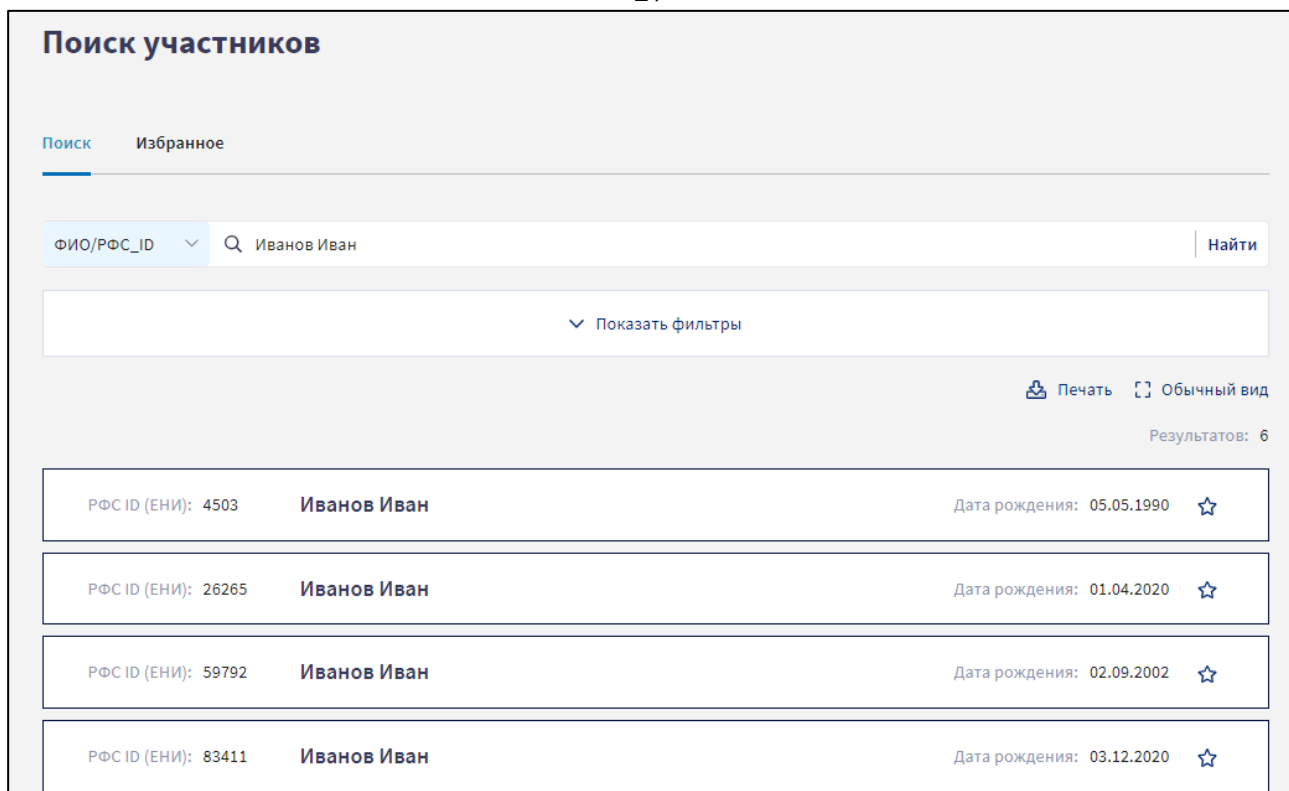 Поиск участников
Поиск Избранное
ФИО/РФС_ID Иванов Иван Найти
Показать фильтры
Печать Обычный вид
Результатов: 6
РФС ID (ЕНИ): 4503 Иванов Иван Дата рождения: 05.05.1990
РФС ID (ЕНИ): 26265 Иванов Иван Дата рождения: 01.04.2020
РФС ID (ЕНИ): 59792 Иванов Иван Дата рождения: 02.09.2002
РФС ID (ЕНИ): 83411 Иванов Иван Дата рождения: 03.12.2020